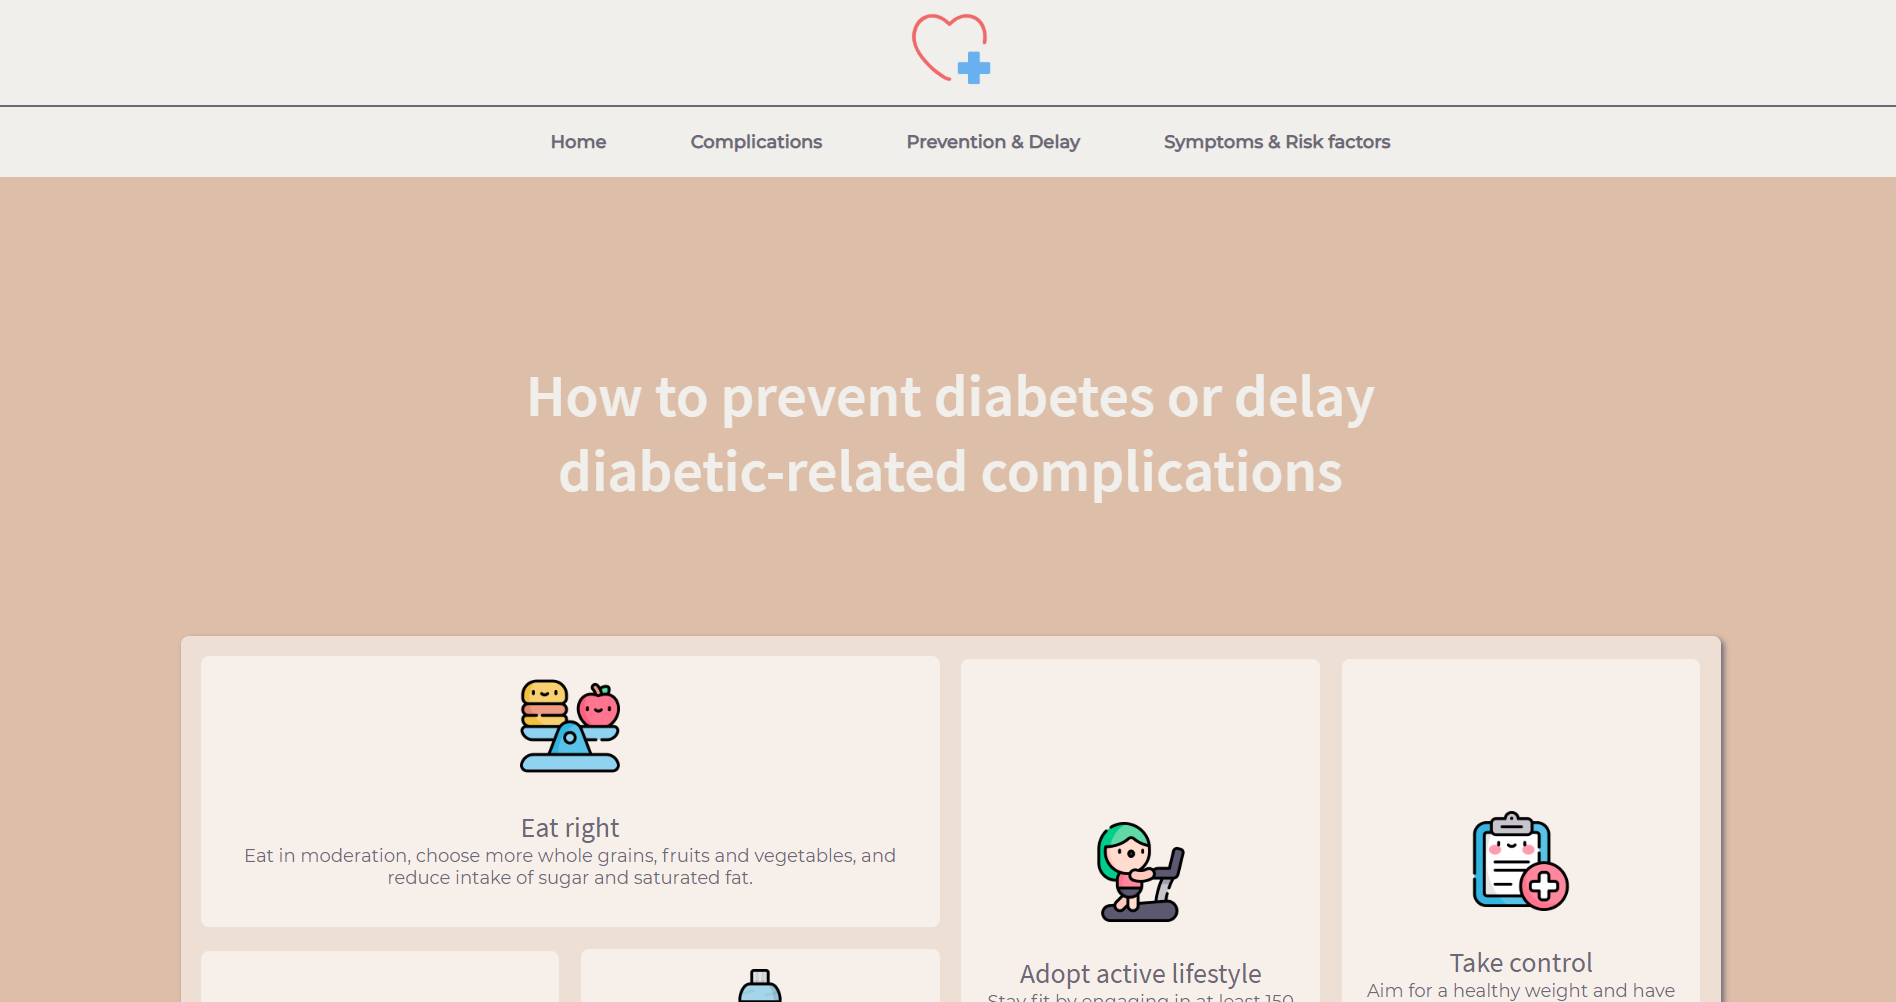 Home
Complications
Prevention & Delay
Symptoms & Risk factors
How to prevent diabetes or delay
diabetic-related complications
Eat right
Eat in moderation, choose more whole grains, fruits and vegetables, and
reduce intake of sugar and saturated fat.
Adopt active lifestyle
Stay fit by engaging in at least 150
Take control
Aim for a healthy weight and have